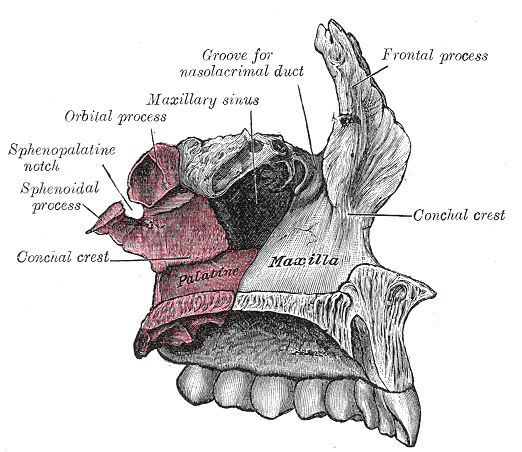 Groove for
nasolacrimal duct
Frontal process
Maxillary sinus
Orbital process
Sphenopalatine
notch
Sphenoidal
process
Conchal crest
Conchal crest
Palatine
Maxilla